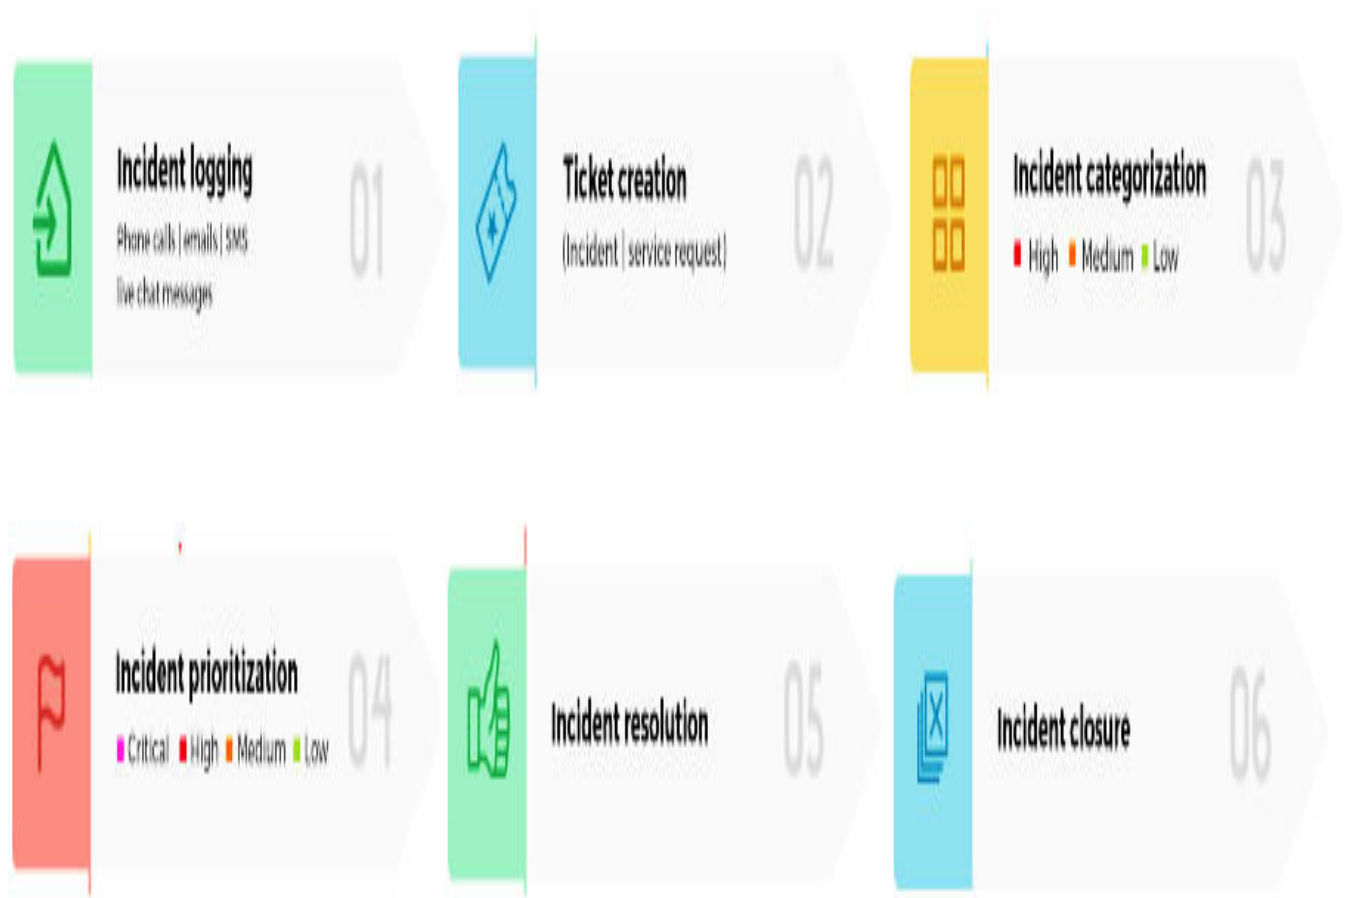 Incident logging
Phone calls | emails | SMS
live chat messages
01
Ticket creation
(Incident | service request)
02
Incident categorization
High Medium Low
03
Incident prioritization
Critical High Medium Low
04
Incident resolution
05
Incident closure
06